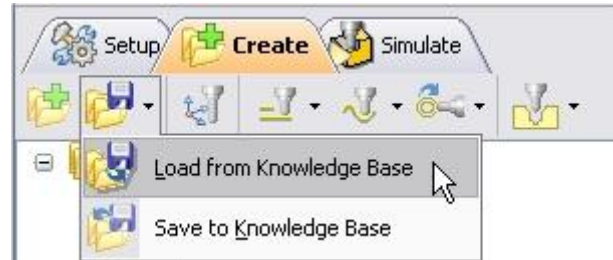 Setup Create Simulate
Load from Knowledge Base
Save to Knowledge Base